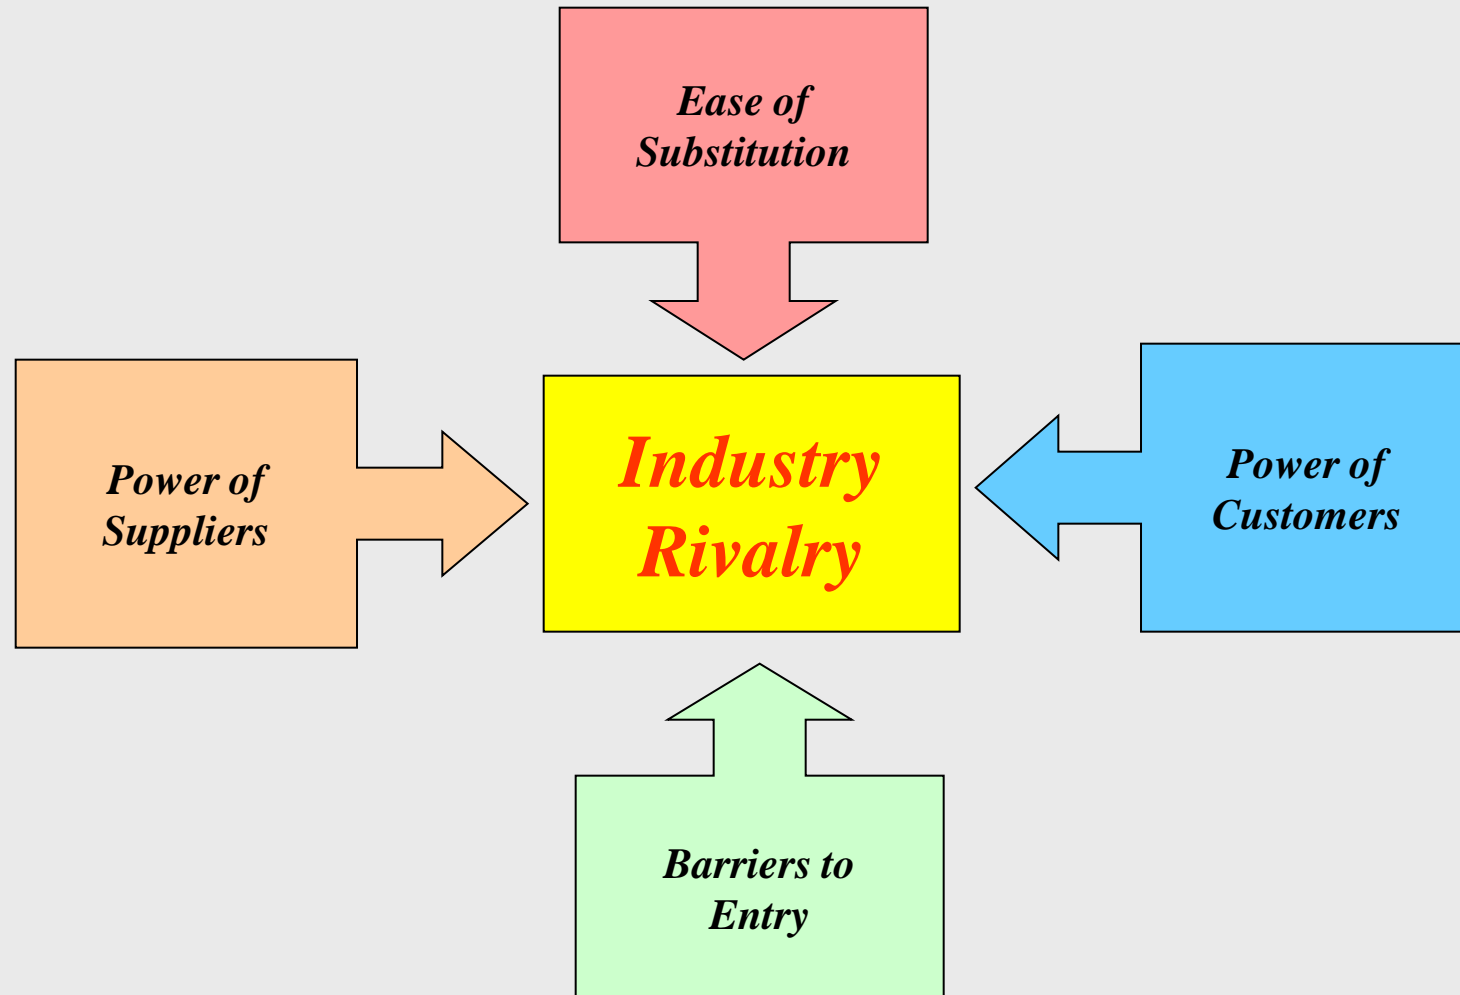 Ease of
Substitution
Power of
Suppliers
Industry
Rivalry
Power of
Customers
Barriers to
Entry